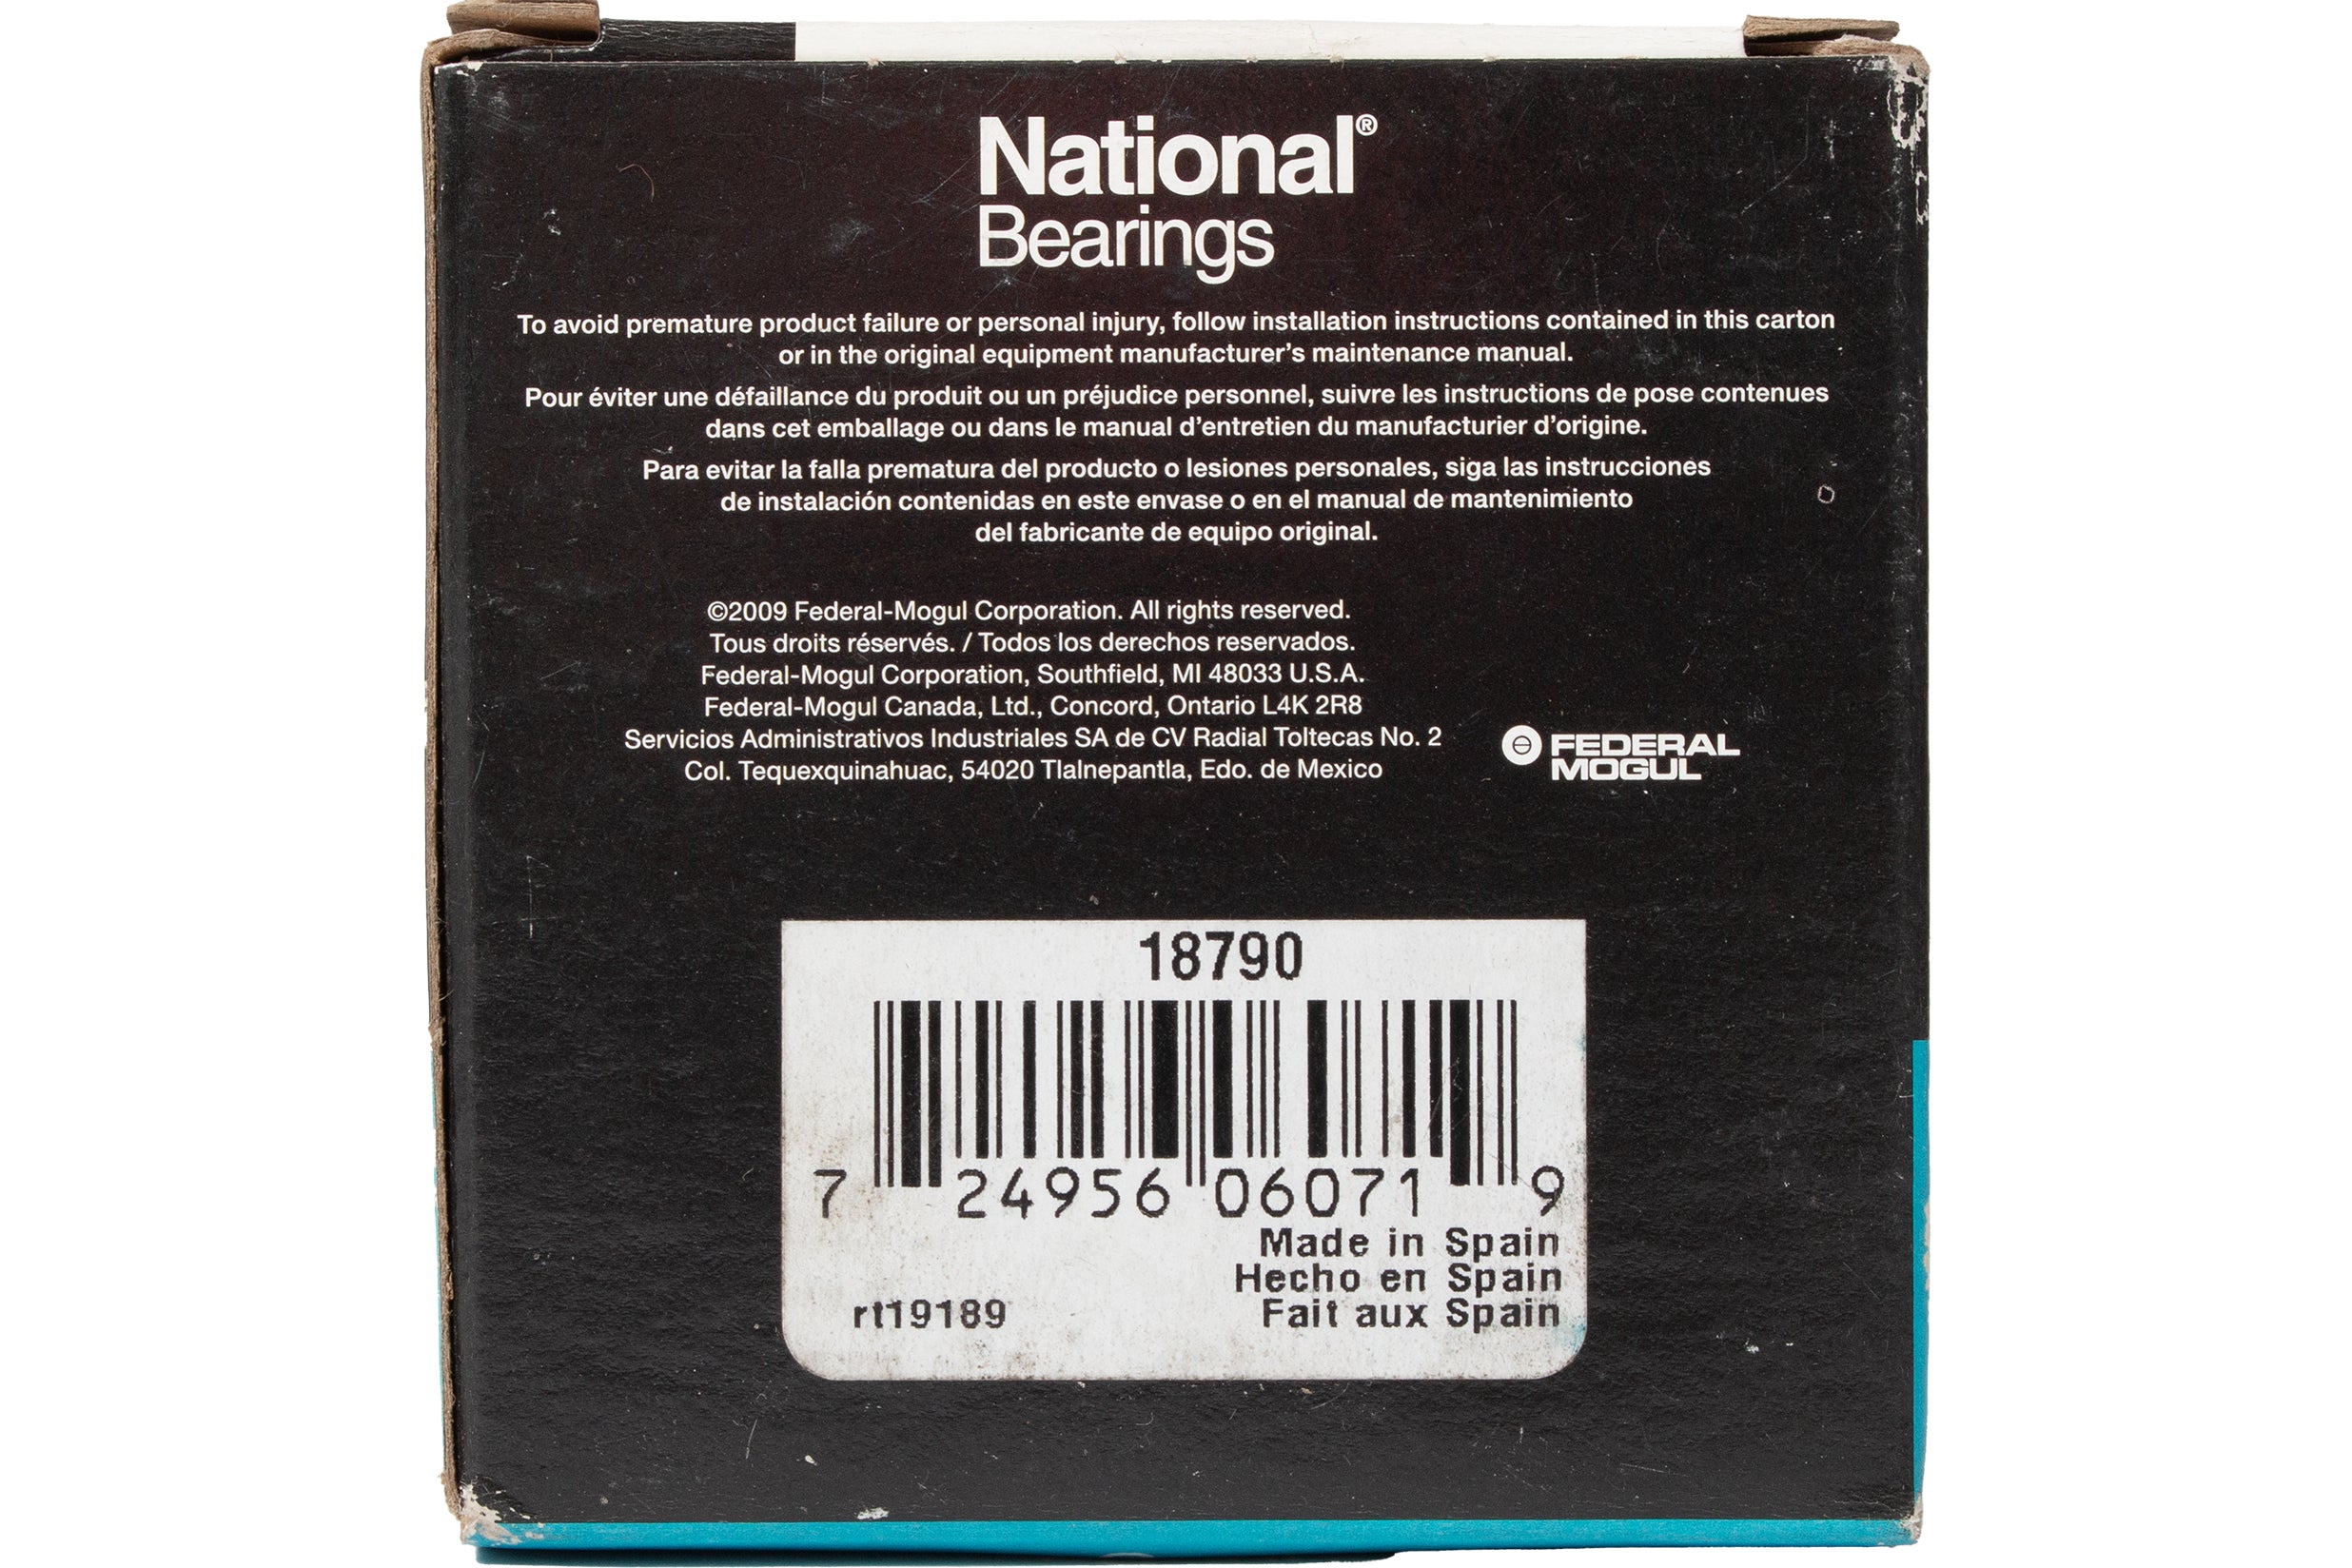 National®
Bearings
To avoid premature product failure or personal injury, follow installation instructions contained in this carton
or in the original equipment manufacturer's maintenance manual.
Pour éviter une défaillance du produit ou un préjudice personnel, suivre les instructions de pose contenues
dans cet emballage ou dans le manual d'entretien du manufacturier d'origine.
Para evitar la falla prematura del producto o lesiones personales, siga las instrucciones
de instalación contenidas en este envase o en el manual de mantenimiento
del fabricante de equipo original.
©2009 Federal-Mogul Corporation. All rights reserved.
Tous droits réservés. / Todos los derechos reservados.
Federal-Mogul Corporation, Southfield, MI 48033 U.S.A.
Federal-Mogul Canada, Ltd., Concord, Ontario L4K 2R8
Servicios Administrativos Industriales SA de CV Radial Toltecas No. 2
Col. Tequexquinahuac, 54020 Tlalnepantla, Edo. de Mexico
FEDERAL
MOGUL
18790
7 24956 06071 9
Made in Spain
Hecho en Spain
rt19189 Fait aux Spain